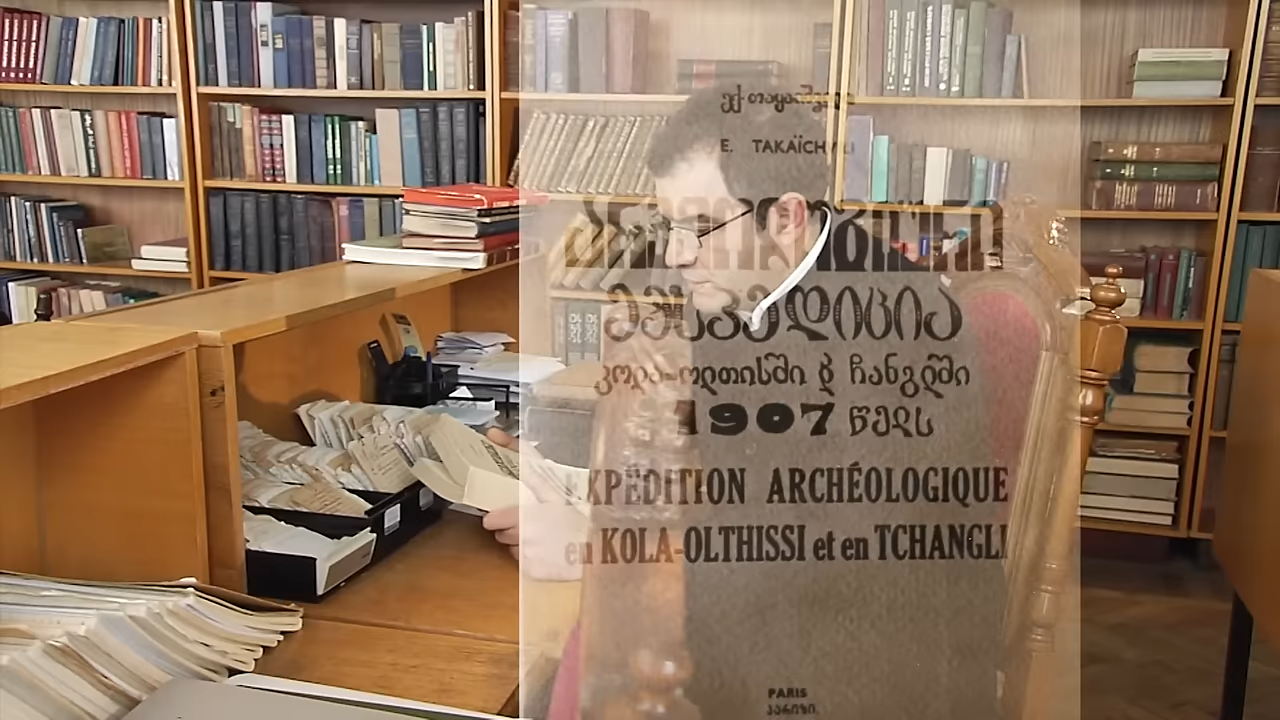 ექ. თაყაიშვილი
E. TAKAÏCHVILI
არქეოლოგიური
ექსპედიცია
კოლა-ოლთისში და ჩანგლში
1907 წელს
EXPÉDITION ARCHÉOLOGIQUE
en KOLA-OLTHISSI et en TCHANGLI
PARIS
პარიზი